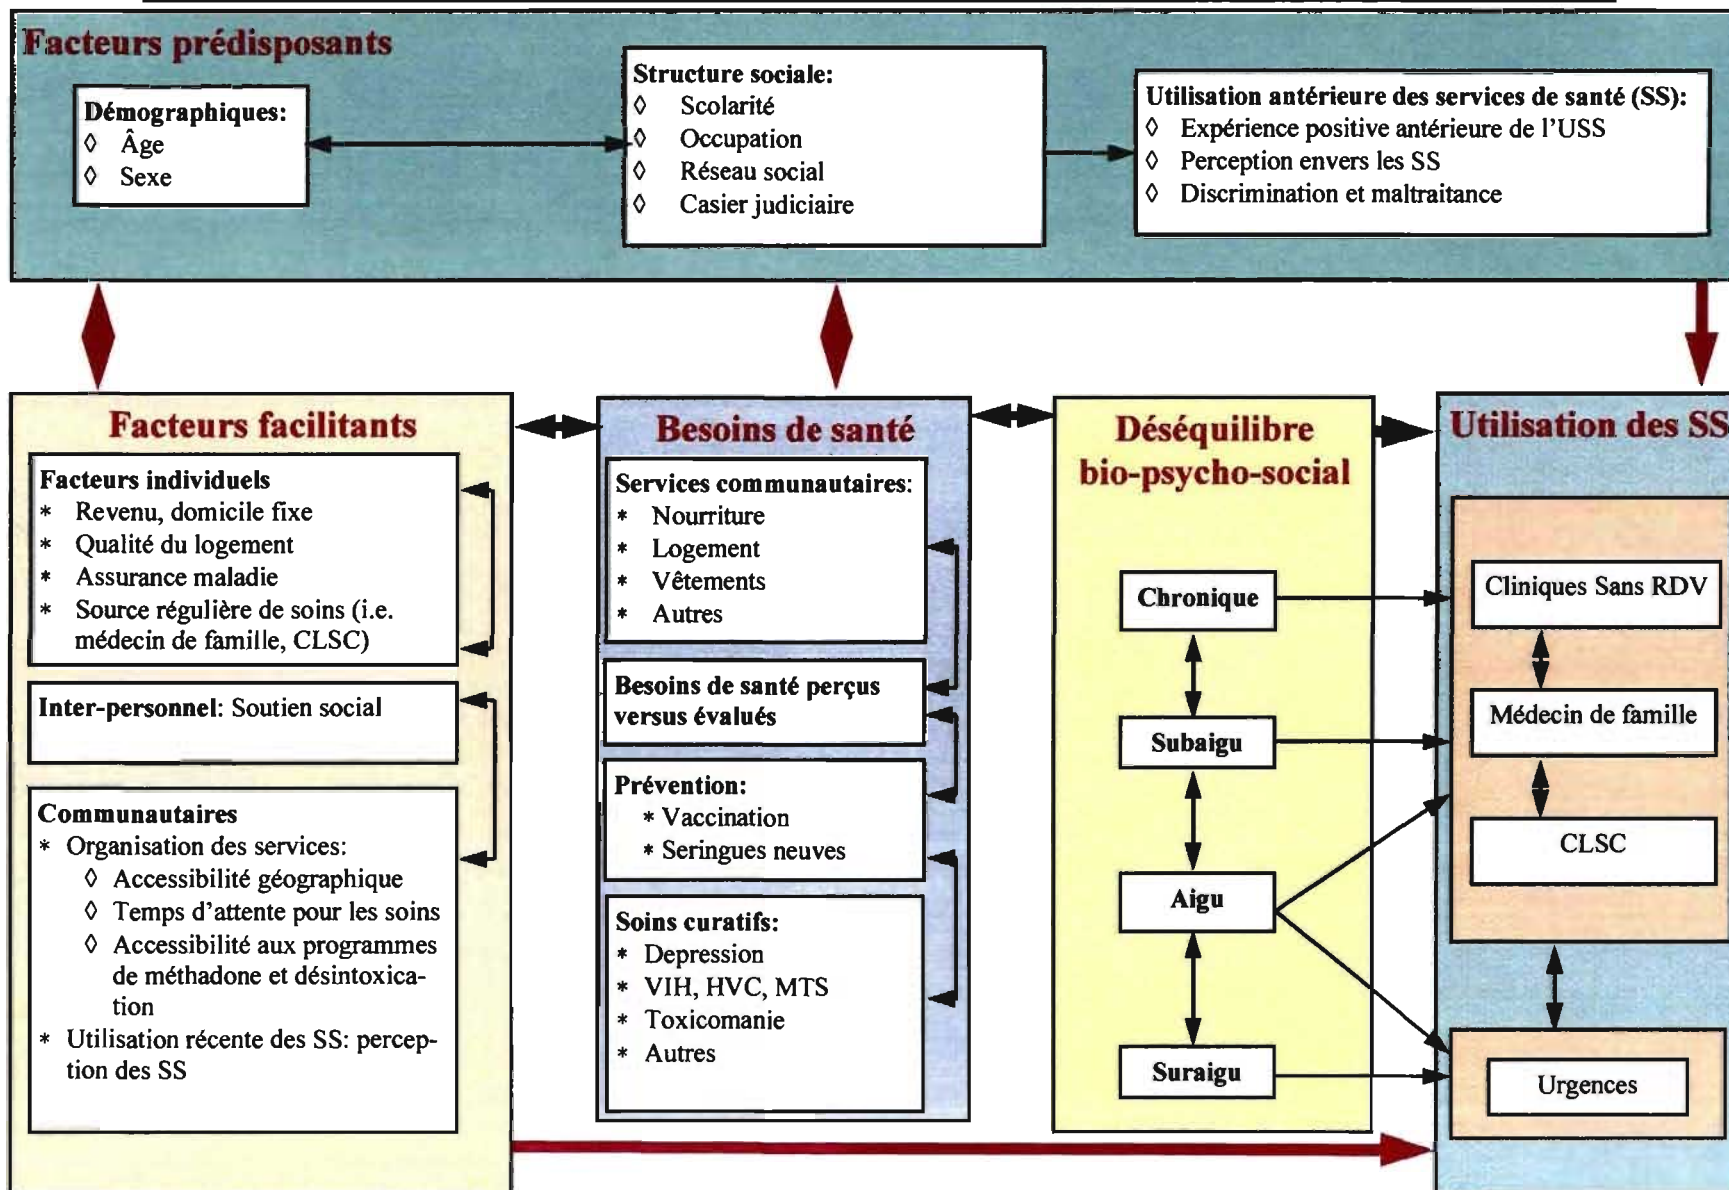 Facteurs prédisposants
Démographiques:
◊ Âge
◊ Sexe
Structure sociale:
◊ Scolarité
◊ Occupation
◊ Réseau social
◊ Casier judiciaire
Utilisation antérieure des services de santé (SS):
◊ Expérience positive antérieure de l'USS
◊ Perception envers les SS
◊ Discrimination et maltraitance
Facteurs facilitants
Facteurs individuels
* Revenu, domicile fixe
* Qualité du logement
* Assurance maladie
* Source régulière de soins (i.e.
médecin de famille, CLSC)
Inter-personnel: Soutien social
Communautaires
* Organisation des services:
◊ Accessibilité géographique
◊ Temps d'attente pour les soins
◊ Accessibilité aux programmes
de méthadone et désintoxica-
tion
* Utilisation récente des SS: percep-
tion des SS
Besoins de santé
Services communautaires:
* Nourriture
* Logement
* Vêtements
* Autres
Besoins de santé perçus
versus évalués
Prévention:
* Vaccination
* Seringues neuves
Soins curatifs:
* Depression
* VIH, HVC, MTS
* Toxicomanie
* Autres
Déséquilibre
bio-psycho-social
Chronique
Subaigu
Aigu
Suraigu
Utilisation des SS
Cliniques Sans RDV
Médecin de famille
CLSC
Urgences